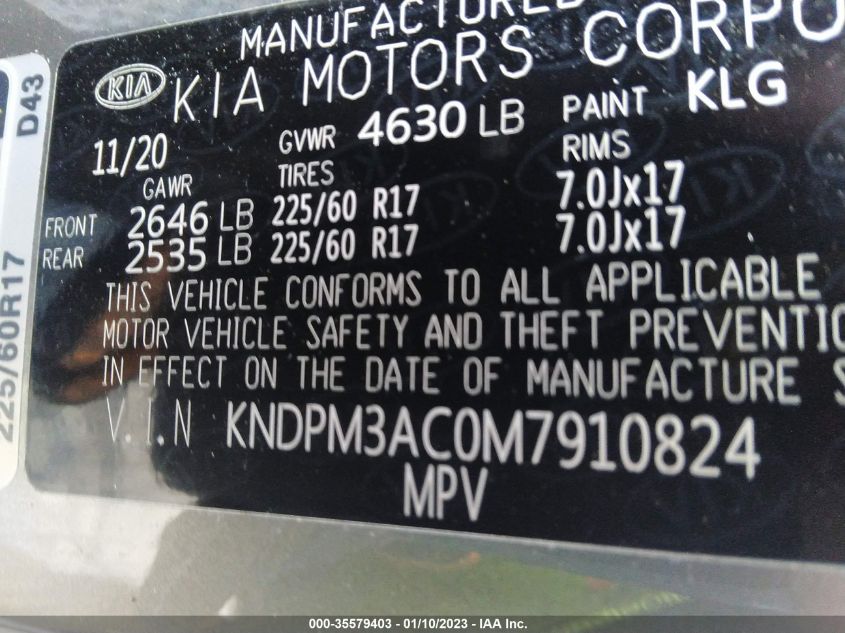 MANUFACTURED
KIA KIA MOTORS CORPO
11/20 GVWR 4630 LB PAINT KLG
GAWR TIRES RIMS
FRONT 2646 LB 225/60 R17 7.0Jx17
REAR 2535 LB 225/60 R17 7.0Jx17
THIS VEHICLE CONFORMS TO ALL APPLICABLE
MOTOR VEHICLE SAFETY AND THEFT PREVENTIO
IN EFFECT ON THE DATE OF MANUFACTURE S
V.I.N KNDPM3AC0M7910824
MPV
D43
225/60R17
000-35579403 — 01/10/2023 — IAA Inc.